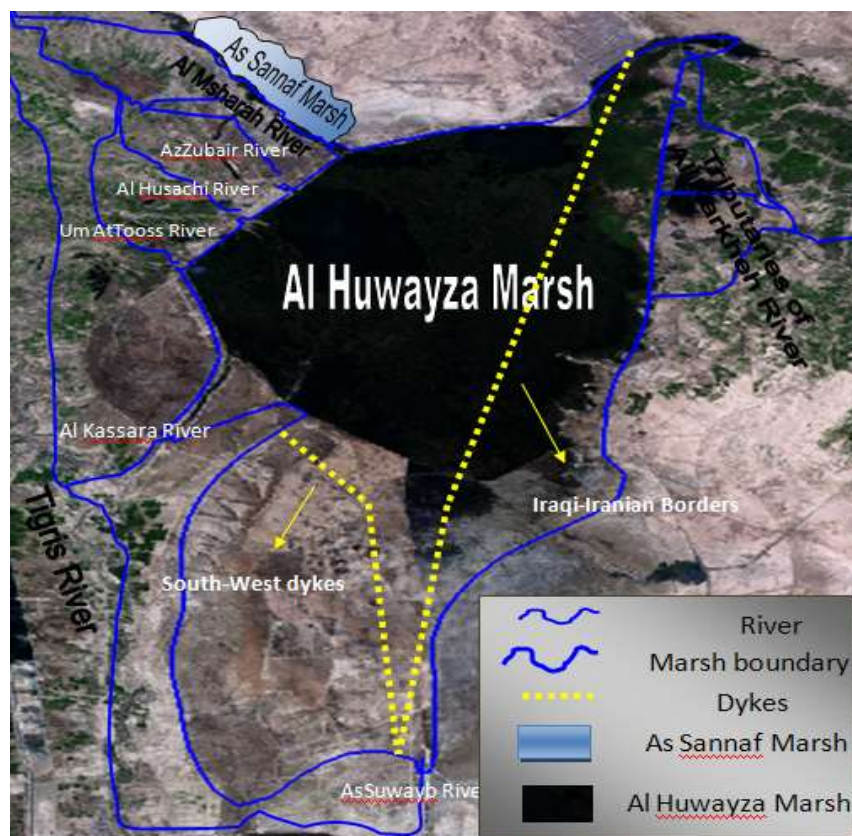 As Sannaf Marsh
Al Msharah River
AzZubair River
Al Husachi River
Um AtTooss River
Al Huwayza Marsh
Tributaries of
Al Karkheh River
Al Kassara River
Tigris River
Iraqi-Iranian Borders
South-West dykes
AsSuwayb Rive
River
Marsh boundary
Dykes
As Sannaf Marsh
Al Huwayza Marsh